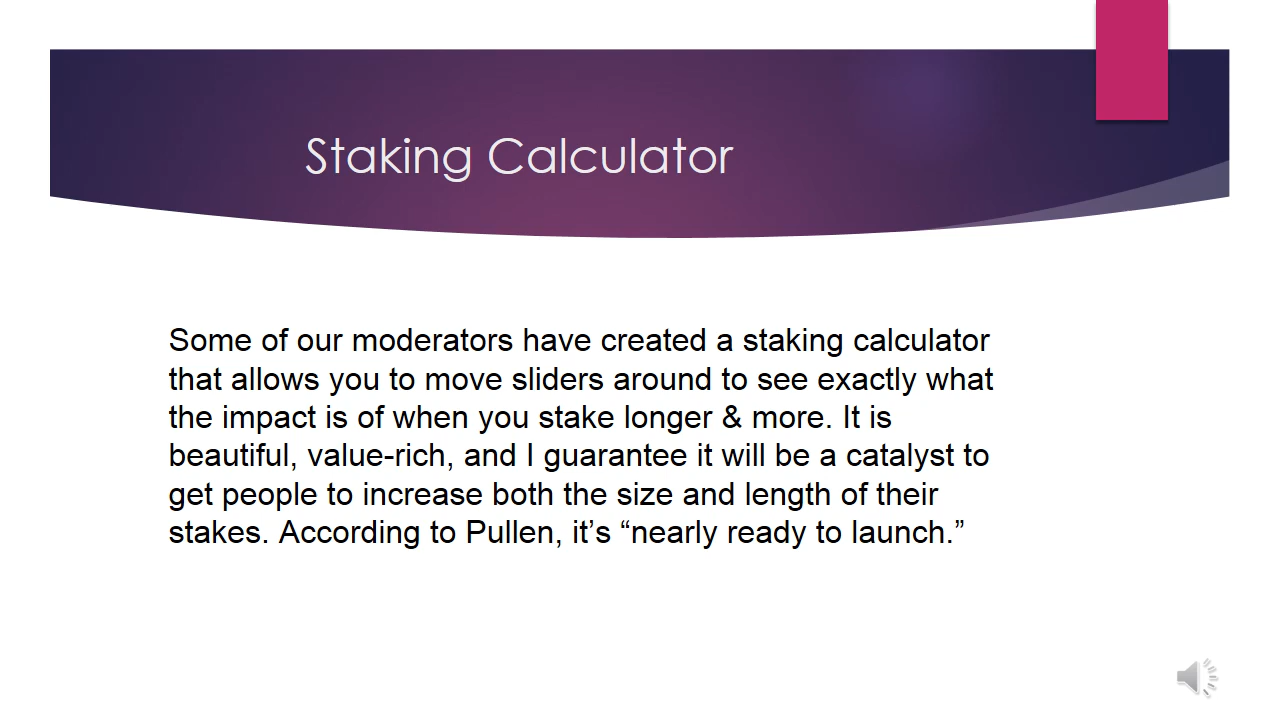 Staking Calculator
Some of our moderators have created a staking calculator
that allows you to move sliders around to see exactly what
the impact is of when you stake longer & more. It is
beautiful, value-rich, and I guarantee it will be a catalyst to
get people to increase both the size and length of their
stakes. According to Pullen, it’s “nearly ready to launch.”